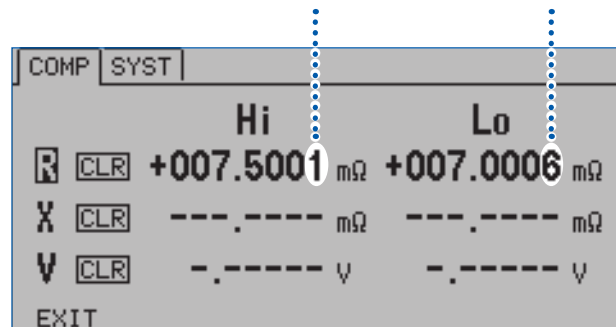 COMP SYST
Hi Lo
R CLR +007.5001 mΩ +007.0006 mΩ
X CLR ---.---- mΩ ---.---- mΩ
V CLR -.----- V -.----- V
EXIT